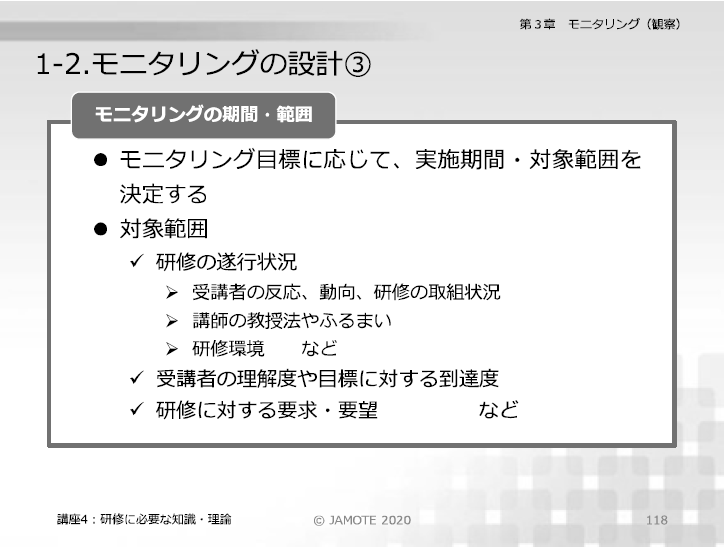 第３章　モニタリング（観察）
1-2.モニタリングの設計③
モニタリングの期間・範囲
● モニタリング目標に応じて、実施期間・対象範囲を
決定する
● 対象範囲
✓ 研修の遂行状況
➢ 受講者の反応、動向、研修の取組状況
➢ 講師の教授法やふるまい
➢ 研修環境　　など
✓ 受講者の理解度や目標に対する到達度
✓ 研修に対する要求・要望　　　　　など
講座4：研修に必要な知識・理論
© JAMOTE 2020
118